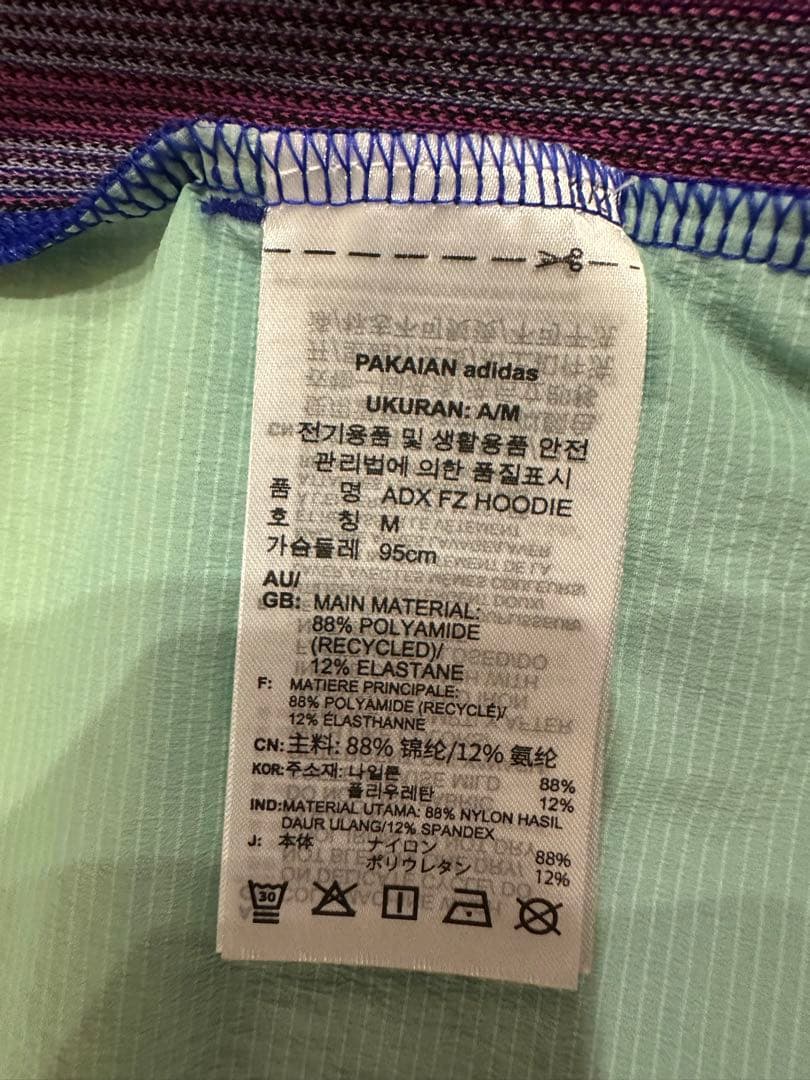 1/2
PAKAIAN adidas
UKURAN: A/M
전기용품 및 생활용품 안전
관리법에 의한 품질표시
품 명 ADX FZ HOODIE
호 칭 M
가슴둘레 95cm
AU/
GB: MAIN MATERIAL:
88% POLYAMIDE
(RECYCLED)/
12% ELASTANE
F: MATIERE PRINCIPALE:
88% POLYAMIDE (RECYCLÉ)/
12% ÉLASTHANNE
CN: 主料: 88% 锦纶/12% 氨纶
KOR: 주소재: 나일론 88%
폴리우레탄 12%
IND: MATERIAL UTAMA: 88% NYLON HASIL
DAUR ULANG/12% SPANDEX
J: 本体 ナイロン 88%
ポリウレタン 12%
30